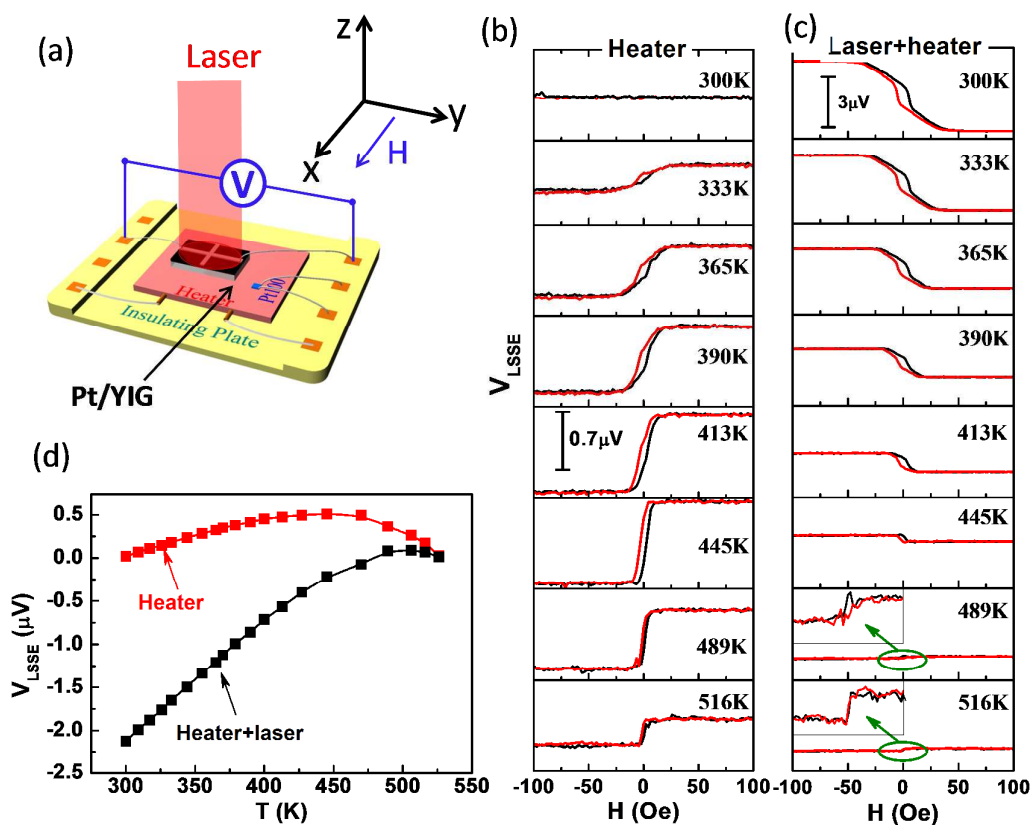 (a)
Laser
z
y
x
H
V
Heater
Pt100
Insulating Plate
Pt/YIG
(b)
Heater
300K
333K
365K
390K
0.7μV
413K
445K
489K
516K
V_LSSE
-100 -50 0 50 100
H (Oe)
(c)
Laser+heater
300K
3μV
333K
365K
390K
413K
445K
489K
516K
-100 -50 0 50 100
H (Oe)
(d)
0.5
0.0
-0.5
-1.0
-1.5
-2.0
-2.5
V_LSSE (μV)
Heater
Heater+laser
300 350 400 450 500 550
T (K)